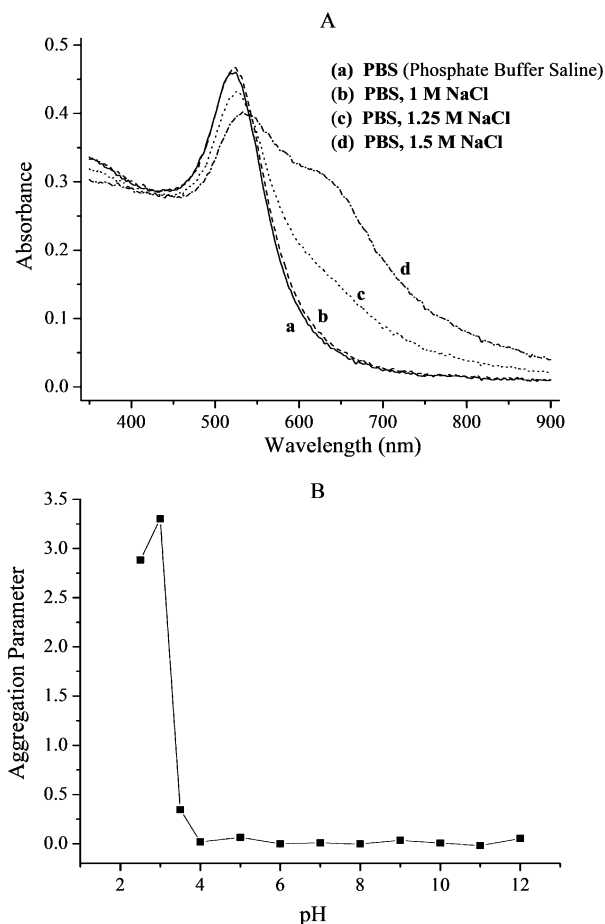 A
(a) PBS (Phosphate Buffer Saline)
(b) PBS, 1 M NaCl
(c) PBS, 1.25 M NaCl
(d) PBS, 1.5 M NaCl
0.5
0.4
0.3
0.2
0.1
0.0
Absorbance
a
b
c
d
400
500
600
700
800
900
Wavelength (nm)
B
3.5
3.0
2.5
2.0
1.5
1.0
0.5
0.0
Aggregation Parameter
2
4
6
8
10
12
pH